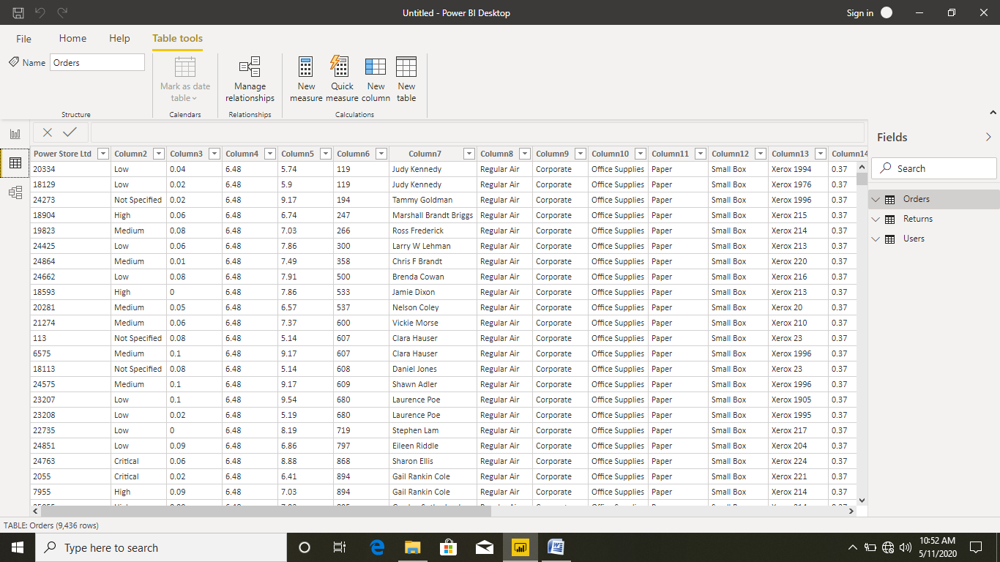 Untitled - Power BI Desktop
Sign in
File Home Help Table tools
Name Orders
Mark as date table
Manage relationships
New measure
Quick measure
New column
New table
Structure Calendars Relationships Calculations
Power Store Ltd Column2 Column3 Column4 Column5 Column6 Column7 Column8 Column9 Column10 Column11 Column12 Column13 Column14
20334 Low 0.04 6.48 5.74 119 Judy Kennedy Regular Air Corporate Office Supplies Paper Small Box Xerox 1994 0.37
18129 Low 0.02 6.48 5.9 119 Judy Kennedy Regular Air Corporate Office Supplies Paper Small Box Xerox 1976 0.37
24273 Not Specified 0.02 6.48 9.17 194 Tammy Goldman Regular Air Corporate Office Supplies Paper Small Box Xerox 1996 0.37
18904 High 0.06 6.48 6.74 247 Marshall Brandt Briggs Regular Air Corporate Office Supplies Paper Small Box Xerox 215 0.37
19823 Medium 0.08 6.48 7.03 266 Ross Frederick Regular Air Corporate Office Supplies Paper Small Box Xerox 214 0.37
24425 Low 0.06 6.48 7.86 300 Larry W Lehman Regular Air Corporate Office Supplies Paper Small Box Xerox 213 0.37
24864 Medium 0.01 6.48 7.49 358 Chris F Brandt Regular Air Corporate Office Supplies Paper Small Box Xerox 220 0.37
24662 Low 0.08 6.48 7.91 500 Brenda Cowan Regular Air Corporate Office Supplies Paper Small Box Xerox 216 0.37
18593 High 0 6.48 7.86 533 Jamie Dixon Regular Air Corporate Office Supplies Paper Small Box Xerox 213 0.37
20281 Medium 0.05 6.48 6.57 537 Nelson Coley Regular Air Corporate Office Supplies Paper Small Box Xerox 20 0.37
21274 Medium 0.06 6.48 7.37 600 Vickie Morse Regular Air Corporate Office Supplies Paper Small Box Xerox 210 0.37
113 Not Specified 0.08 6.48 5.14 607 Clara Hauser Regular Air Corporate Office Supplies Paper Small Box Xerox 23 0.37
6575 Medium 0.1 6.48 9.17 607 Clara Hauser Regular Air Corporate Office Supplies Paper Small Box Xerox 1996 0.37
18113 Not Specified 0.08 6.48 5.14 608 Daniel Jones Regular Air Corporate Office Supplies Paper Small Box Xerox 23 0.37
24575 Medium 0.1 6.48 9.17 609 Shawn Adler Regular Air Corporate Office Supplies Paper Small Box Xerox 1996 0.37
23207 Low 0.1 6.48 9.54 680 Laurence Poe Regular Air Corporate Office Supplies Paper Small Box Xerox 1905 0.37
23208 Low 0.02 6.48 5.19 680 Laurence Poe Regular Air Corporate Office Supplies Paper Small Box Xerox 1995 0.37
22735 Low 0 6.48 8.19 719 Stephen Lam Regular Air Corporate Office Supplies Paper Small Box Xerox 217 0.37
24851 Low 0.09 6.48 6.86 797 Eileen Riddle Regular Air Corporate Office Supplies Paper Small Box Xerox 204 0.37
24763 Critical 0.06 6.48 8.88 868 Sharon Ellis Regular Air Corporate Office Supplies Paper Small Box Xerox 224 0.37
2055 Critical 0.02 6.48 6.41 894 Gail Rankin Cole Regular Air Corporate Office Supplies Paper Small Box Xerox 221 0.37
7955 High 0.09 6.48 7.03 894 Gail Rankin Cole Regular Air Corporate Office Supplies Paper Small Box Xerox 214 0.37
Fields
Search
Orders
Returns
Users
TABLE: Orders (9,436 rows)
Type here to search
10:52 AM
5/11/2020